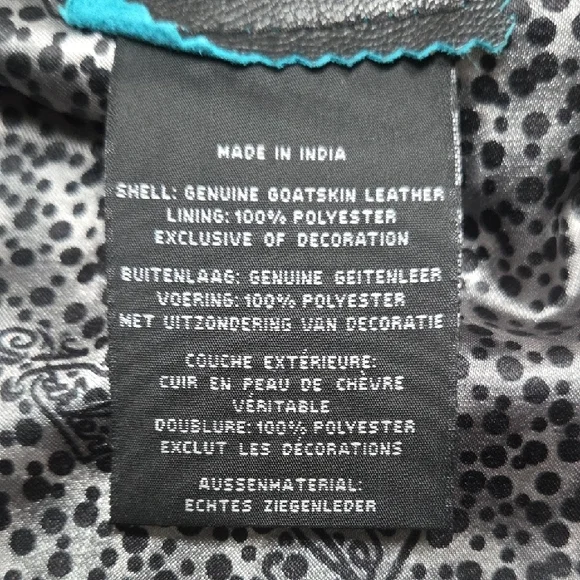 MADE IN INDIA
SHELL: GENUINE GOATSKIN LEATHER
LINING: 100% POLYESTER
EXCLUSIVE OF DECORATION
BUITENLAAG: GENUINE GEITENLEER
VOERING: 100% POLYESTER
MET UITZONDERING VAN DECORATIE
COUCHE EXTÉRIEURE:
CUIR EN PEAU DE CHÈVRE
VÉRITABLE
DOUBLURE: 100% POLYESTER
EXCLUT LES DÉCORATIONS
AUSSENMATERIAL:
ECHTES ZIEGENLEDER